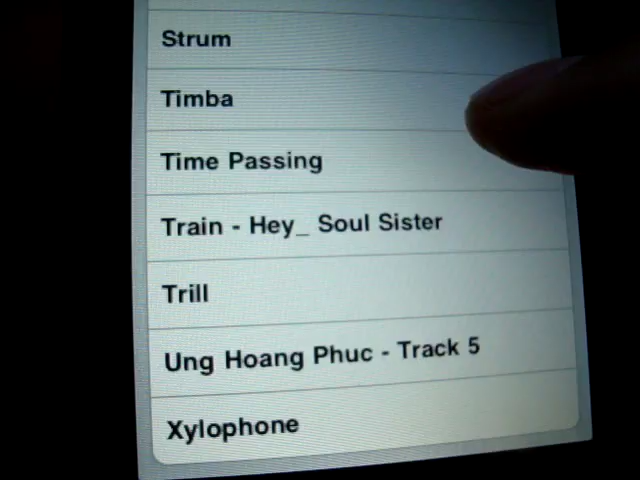 Strum
Timba
Time Passing
Train - Hey_ Soul Sister
Trill
Ung Hoang Phuc - Track 5
Xylophone